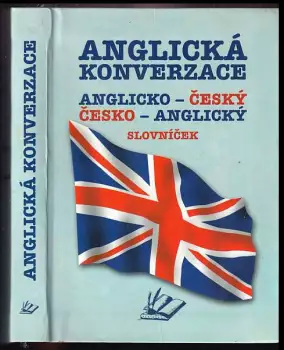 ANGLICKÁ KONVERZACE
ANGLICKÁ
KONVERZACE
ANGLICKO – ČESKÝ
ČESKO – ANGLICKÝ
SLOVNÍČEK